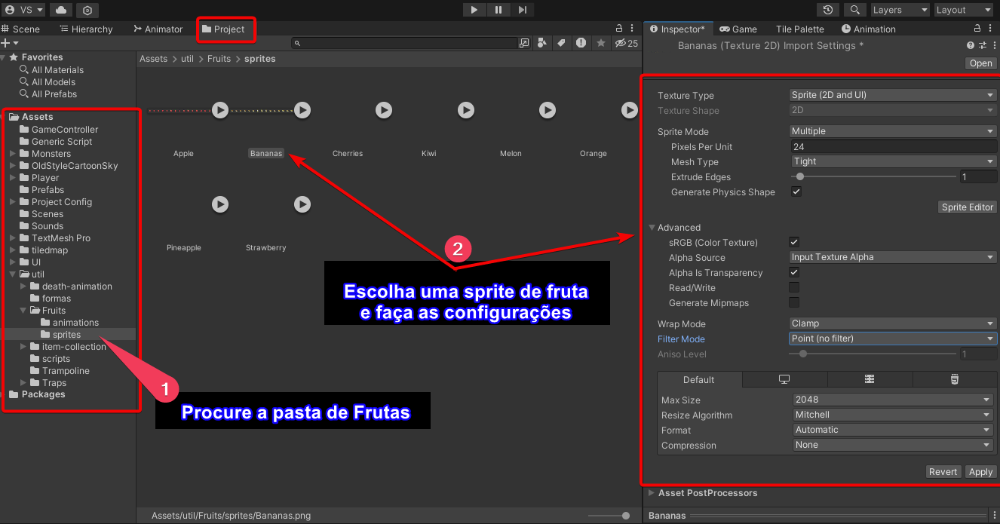 VS
Layers
Layout
Scene
Hierarchy
Animator
Project
25
Favorites
All Materials
All Models
All Prefabs
Assets
GameController
Generic Script
Monsters
OldStyleCartoonSky
Player
Prefabs
Project Config
Scenes
Sounds
TextMesh Pro
tiledmap
UI
util
death-animation
formas
Fruits
animations
sprites
item-collection
scripts
Trampoline
Traps
Packages
Assets > util > Fruits > sprites
Apple
Bananas
Cherries
Kiwi
Melon
Orange
Pineapple
Strawberry
2
Escolha uma sprite de fruta
e faça as configurações
1
Procure a pasta de Frutas
Assets/util/Fruits/sprites/Bananas.png
Inspector*
Game
Tile Palette
Animation
Bananas (Texture 2D) Import Settings *
Open
Texture Type Sprite (2D and UI)
Texture Shape 2D
Sprite Mode Multiple
Pixels Per Unit 24
Mesh Type Tight
Extrude Edges 1
Generate Physics Shape
Sprite Editor
Advanced
sRGB (Color Texture)
Alpha Source Input Texture Alpha
Alpha Is Transparency
Read/Write
Generate Mipmaps
Wrap Mode Clamp
Filter Mode Point (no filter)
Aniso Level 1
Default
Max Size 2048
Resize Algorithm Mitchell
Format Automatic
Compression None
Revert Apply
Asset PostProcessors
Bananas